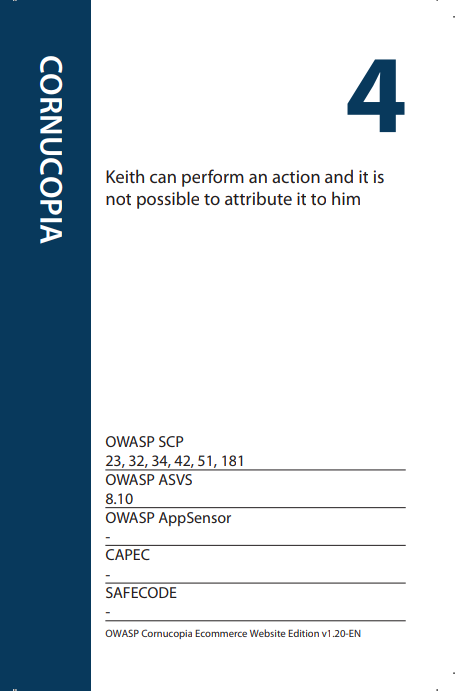 CORNUCOPIA
4
Keith can perform an action and it is
not possible to attribute it to him
OWASP SCP
23, 32, 34, 42, 51, 181
OWASP ASVS
8.10
OWASP AppSensor
-
CAPEC
-
SAFECODE
-
OWASP Cornucopia Ecommerce Website Edition v1.20-EN